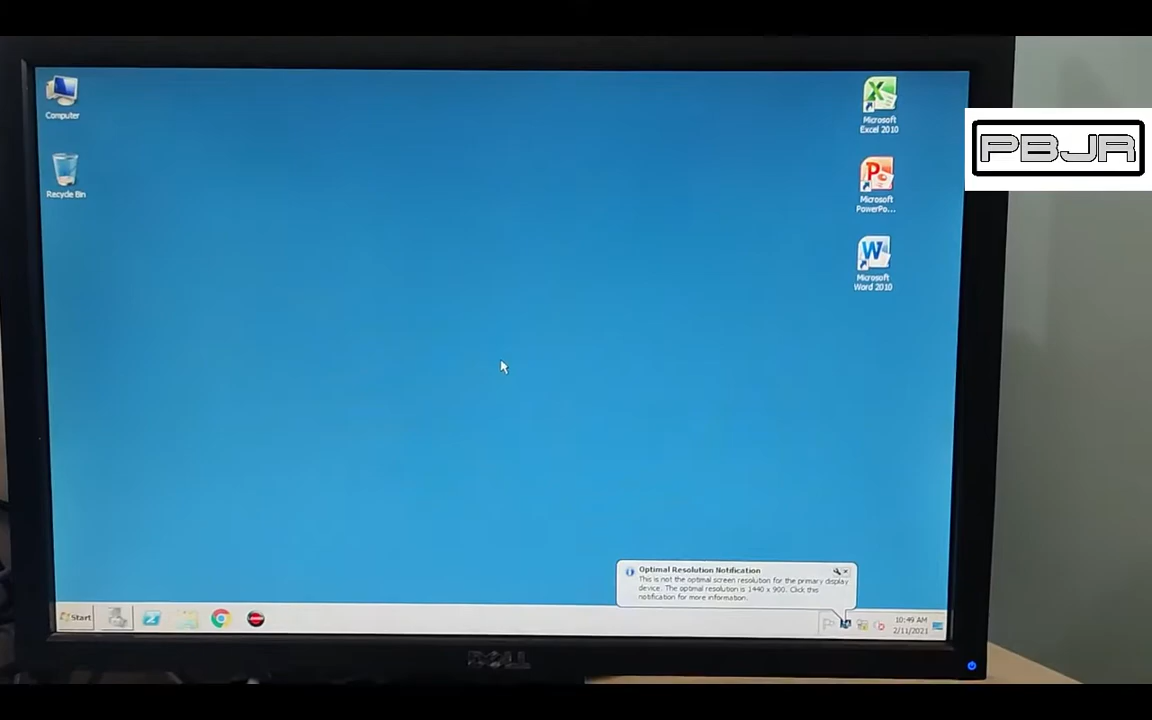 Computer
Recycle Bin
Microsoft
Excel 2010
Microsoft
PowerPo...
Microsoft
Word 2010
PBJR
Optimal Resolution Notification
This is not the optimal screen resolution for the primary display
device. The optimal resolution is 1440 x 900. Click this
notification for more information.
Start
10:49 AM
2/11/2021
DELL